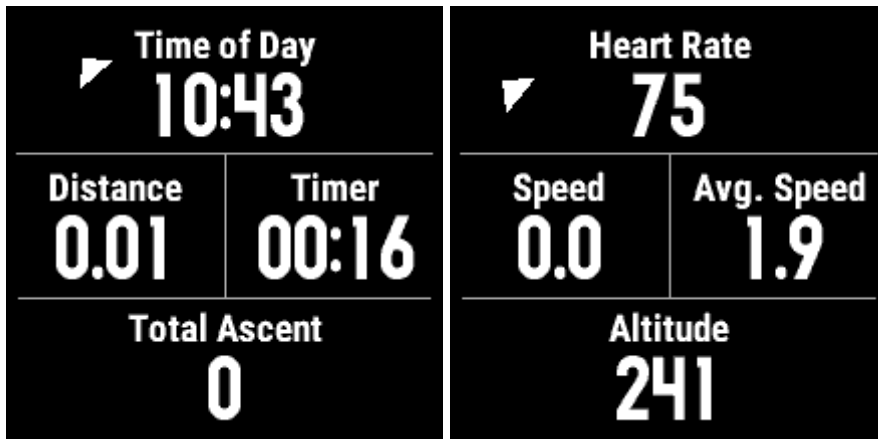 Time of Day
10:43
Distance
0.01
Timer
00:16
Total Ascent
0
Heart Rate
75
Speed
0.0
Avg. Speed
1.9
Altitude
241